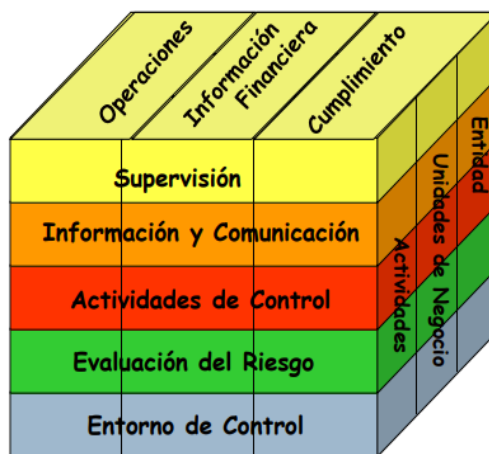 Operaciones
Información
Financiera
Cumplimiento
Supervisión
Información y Comunicación
Actividades de Control
Evaluación del Riesgo
Entorno de Control
Actividades
Unidades de Negocio
Entidad